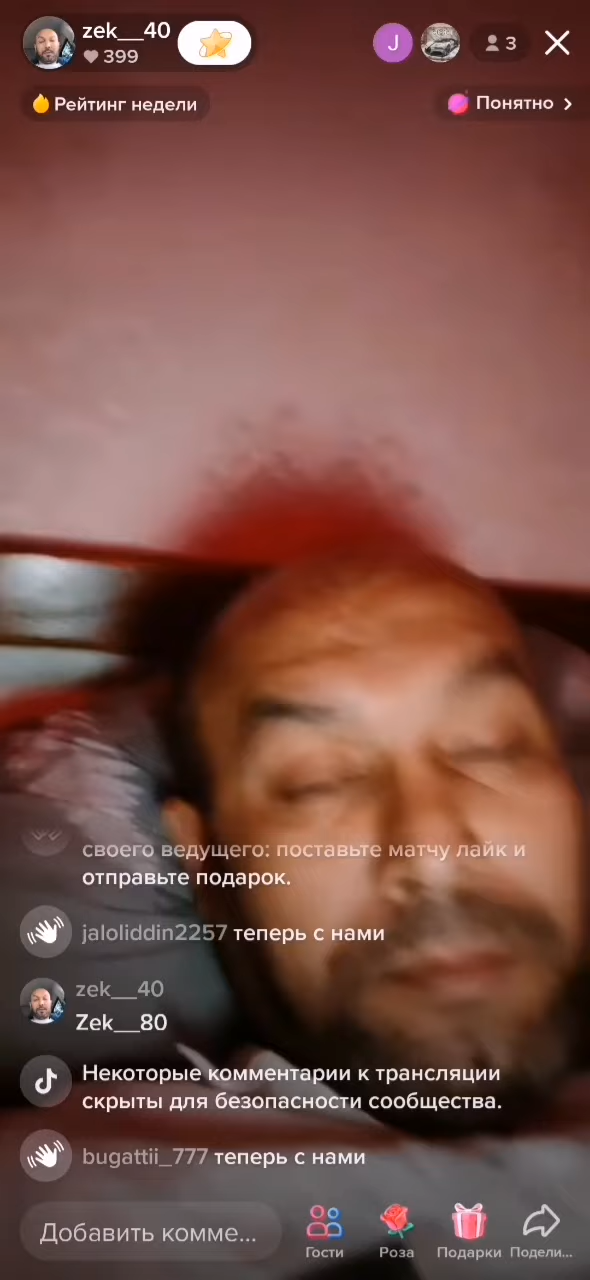 zek__40
399
J
3
Рейтинг недели
Понятно
своего ведущего: поставьте матчу лайк и
отправьте подарок.
jaloliddin2257 теперь с нами
zek__40
Zek__80
Некоторые комментарии к трансляции
скрыты для безопасности сообщества.
bugattii_777 теперь с нами
Добавить комме...
Гости
Роза
Подарки
Подели...